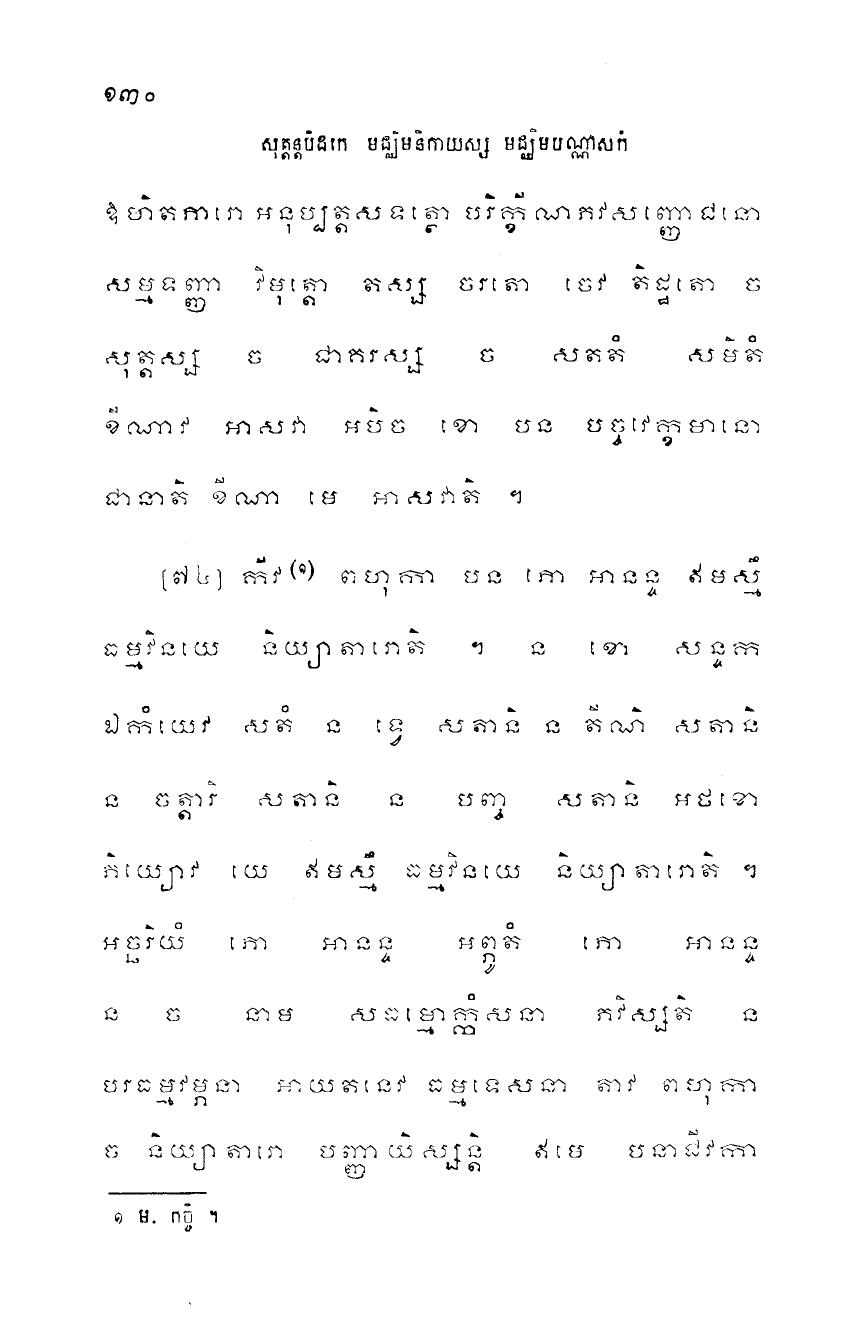 ១៣០
សុត្តន្តបិដកេ មជ្ឈិមនិកាយស្ស មជ្ឈិមបណ្ណាសកំ
ឱហិតភារោ អនុប្បត្តសទត្ថោ បរិក្ខីណភវសញ្ញោជនោ
សម្មទញ្ញា វិមុត្តោ តស្ស ចរតោ ចេវ តិដ្ឋតោ ច
សុត្តស្ស ច ជាគរស្ស ច សតតំ សមិតំ
ខីណាវ អាសវា អបិច ខោ បន បច្ចវេក្ខមានោ
ជានាតិ ខីណា មេ អាសវាតិ ។
[៧៤] កីវ (១) ពហុកា បន ភោ អានន្ទ ឥមស្មឹ
ធម្មវិនយេ និយ្យាតារោតិ ។ ន ខោ សន្ទក
ឯកំយេវ សតំ ន ទ្វេ សតានិ ន តីណិ សតានិ
ន ចត្តារិ សតានិ ន បញ្ច សតានិ អថខោ
ភិយ្យោវ យេ ឥមស្មឹ ធម្មវិនយេ និយ្យាតារោតិ ។
អច្ឆរិយំ ភោ អានន្ទ អព្ភូតំ ភោ អានន្ទ
ន ច នាម សធម្មោក្កំសនា ភវិស្សតិ ន
បរធម្មវម្ភនា អាយតនេវ ធម្មទេសនា តាវ ពហុកា
ច និយ្យាតារោ បញ្ញាយិស្សន្តិ ឥមេ បនាជីវកា
១ ម. កច្ចិ ។